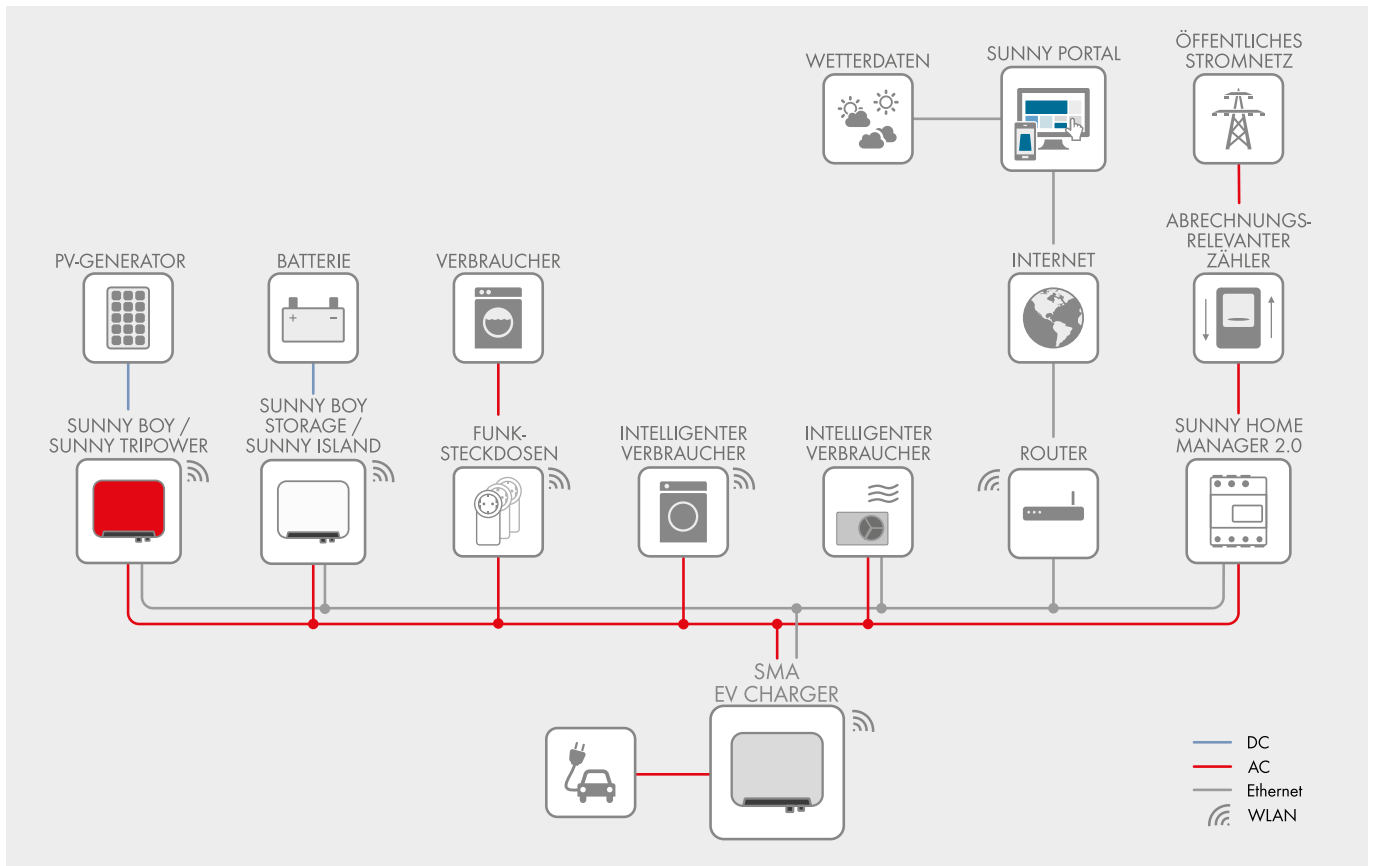 WETTERDATEN
SUNNY PORTAL
ÖFFENTLICHES
STROMNETZ
PV-GENERATOR
BATTERIE
VERBRAUCHER
INTERNET
ABRECHNUNGS-
RELEVANTER
ZÄHLER
+ −
SUNNY BOY /
SUNNY TRIPOWER
SUNNY BOY
STORAGE /
SUNNY ISLAND
FUNK-
STECKDOSEN
INTELLIGENTER
VERBRAUCHER
INTELLIGENTER
VERBRAUCHER
ROUTER
SUNNY HOME
MANAGER 2.0
SMA
EV CHARGER
DC
AC
Ethernet
WLAN